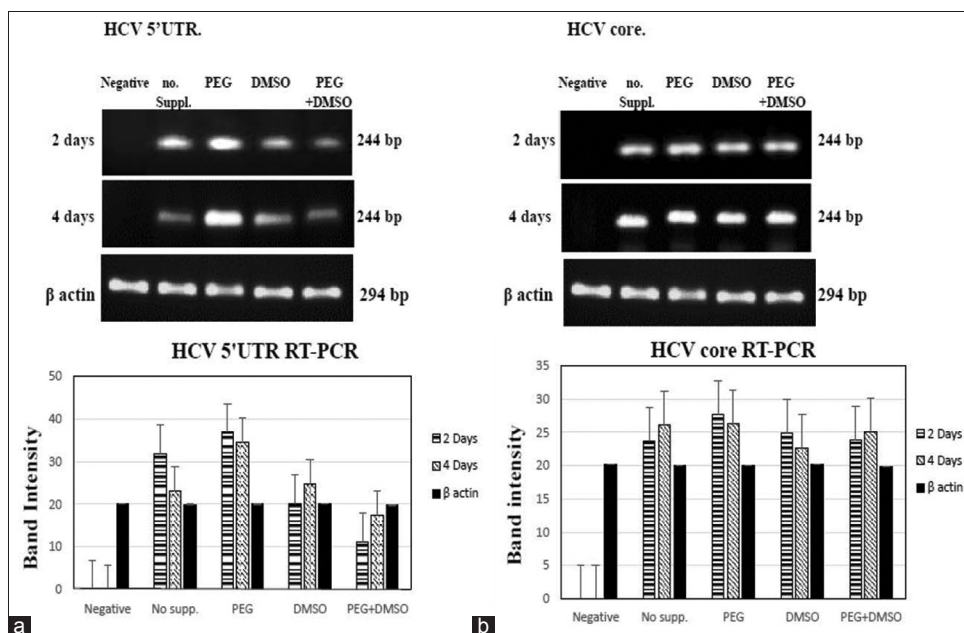 HCV 5'UTR.
Negative no. Suppl. PEG DMSO PEG +DMSO
2 days 244 bp
4 days 244 bp
β actin 294 bp
HCV 5'UTR RT-PCR
Band Intensity
50
40
30
20
10
0
Negative No supp. PEG DMSO PEG+DMSO
2 Days
4 Days
β actin
a
HCV core.
Negative no. Suppl. PEG DMSO PEG +DMSO
2 days 244 bp
4 days 244 bp
β actin 294 bp
HCV core RT-PCR
Band intensity
35
30
25
20
15
10
5
0
Negative No supp. PEG DMSO PEG+DMSO
2 Days
4 Days
β actin
b